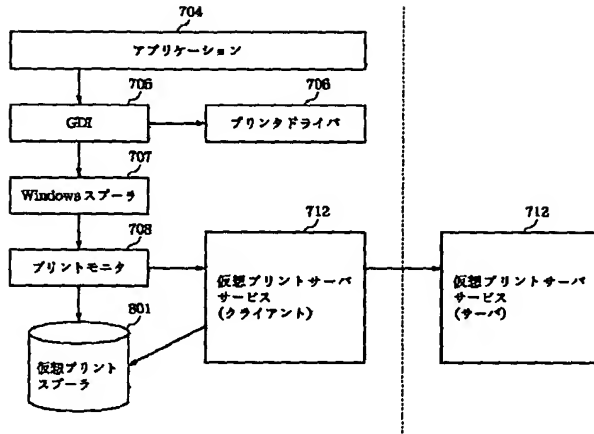 704
アプリケーション
705
706
GDI
プリンタドライバ
707
Windowsスプーラ
708
プリントモニタ
712
仮想プリントサーバ
サービス
(クライアント)
712
仮想プリントサーバ
サービス
(サーバ)
801
仮想プリント
スプーラ